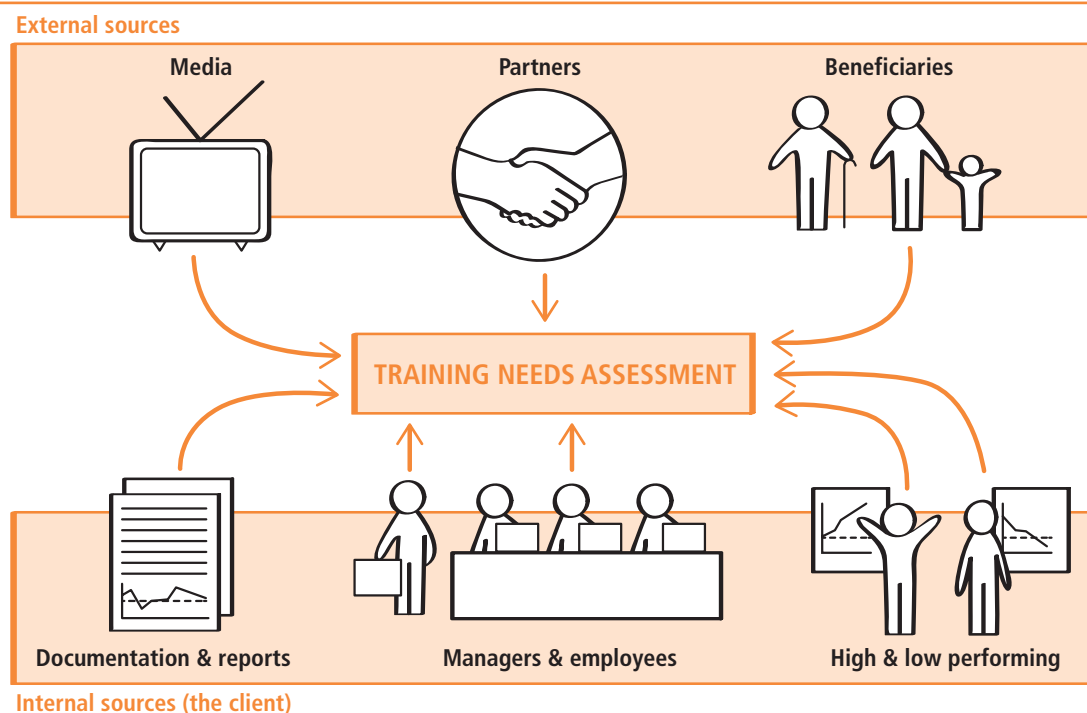 External sources
Media
Partners
Beneficiaries
TRAINING NEEDS ASSESSMENT
Documentation & reports
Managers & employees
High & low performing
Internal sources (the client)